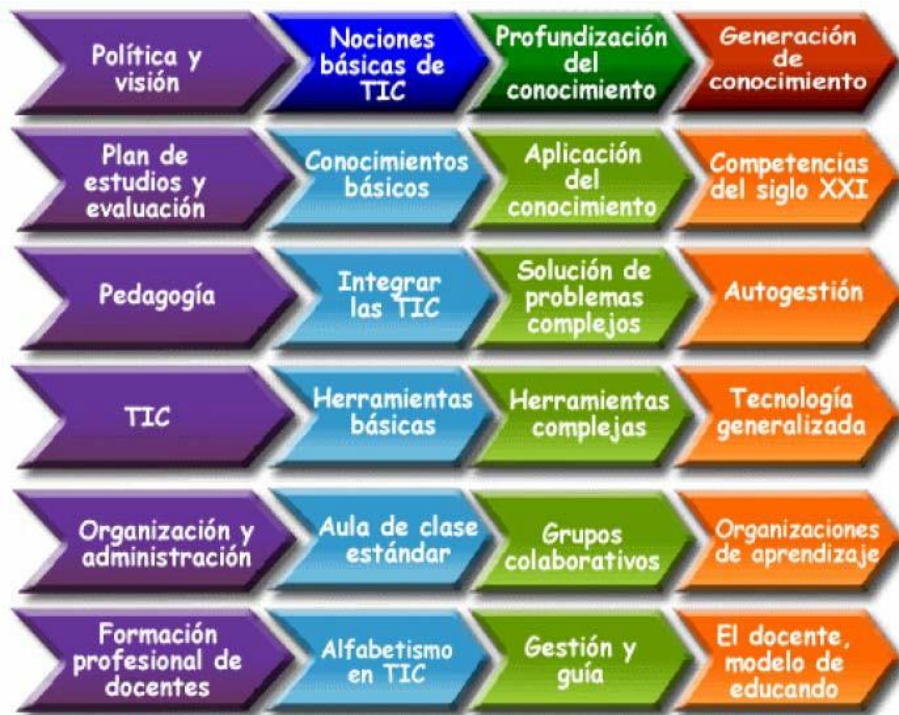 Política y
visión
Nociones
básicas de
TIC
Profundización
del
conocimiento
Generación
de
conocimiento
Plan de
estudios y
evaluación
Conocimientos
básicos
Aplicación
del
conocimiento
Competencias
del siglo XXI
Pedagogía
Integrar
las TIC
Solución de
problemas
complejos
Autogestión
TIC
Herramientas
básicas
Herramientas
complejas
Tecnología
generalizada
Organización y
administración
Aula de clase
estándar
Grupos
colaborativos
Organizaciones
de aprendizaje
Formación
profesional de
docentes
Alfabetismo
en TIC
Gestión y
guía
El docente,
modelo de
educando